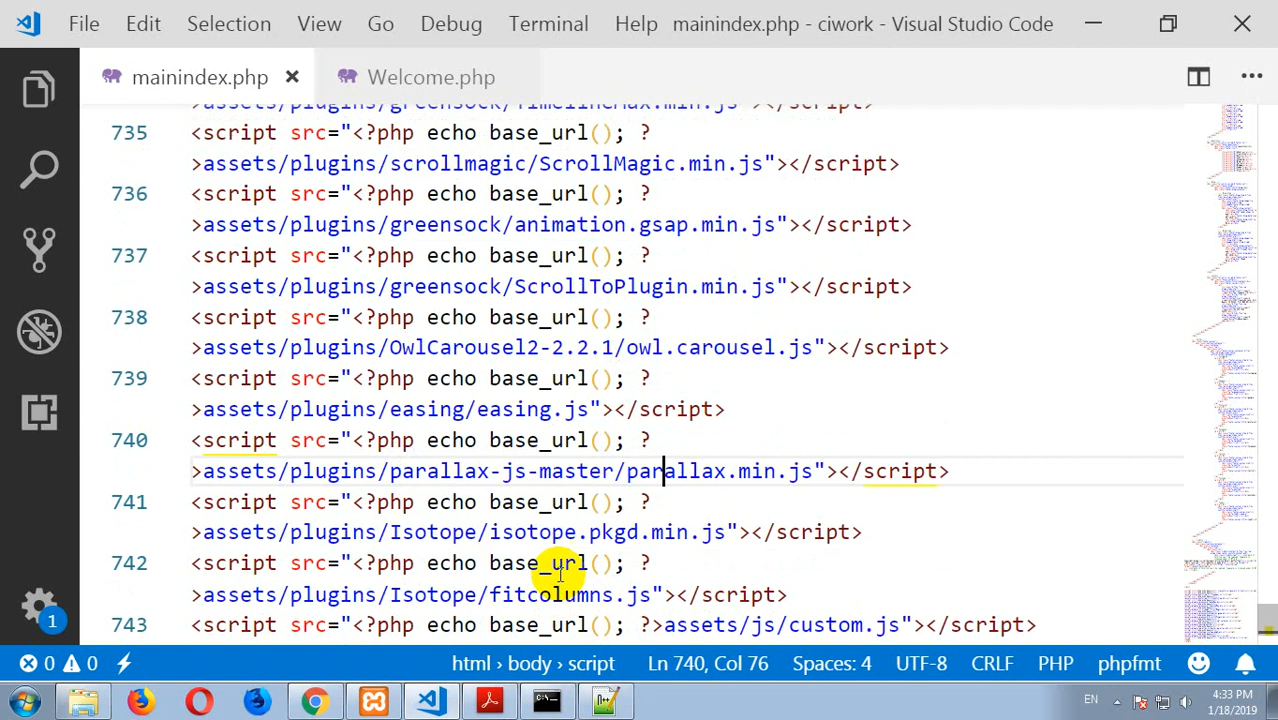 File Edit Selection View Go Debug Terminal Help mainindex.php - ciwork - Visual Studio Code
mainindex.php Welcome.php
>assets/plugins/greensock/TimelineMax.min.js"></script>
735 <script src="<?php echo base_url(); ?
>assets/plugins/scrollmagic/ScrollMagic.min.js"></script>
736 <script src="<?php echo base_url(); ?
>assets/plugins/greensock/animation.gsap.min.js"></script>
737 <script src="<?php echo base_url(); ?
>assets/plugins/greensock/ScrollToPlugin.min.js"></script>
738 <script src="<?php echo base_url(); ?
>assets/plugins/OwlCarousel2-2.2.1/owl.carousel.js"></script>
739 <script src="<?php echo base_url(); ?
>assets/plugins/easing/easing.js"></script>
740 <script src="<?php echo base_url(); ?
>assets/plugins/parallax-js-master/parallax.min.js"></script>
741 <script src="<?php echo base_url(); ?
>assets/plugins/Isotope/isotope.pkgd.min.js"></script>
742 <script src="<?php echo base_url(); ?
>assets/plugins/Isotope/fitcolumns.js"></script>
743 <script src="<?php echo base_url(); ?>assets/js/custom.js"></script>
1
0 0 html › body › script Ln 740, Col 76 Spaces: 4 UTF-8 CRLF PHP phpfmt
EN 4:33 PM
1/18/2019